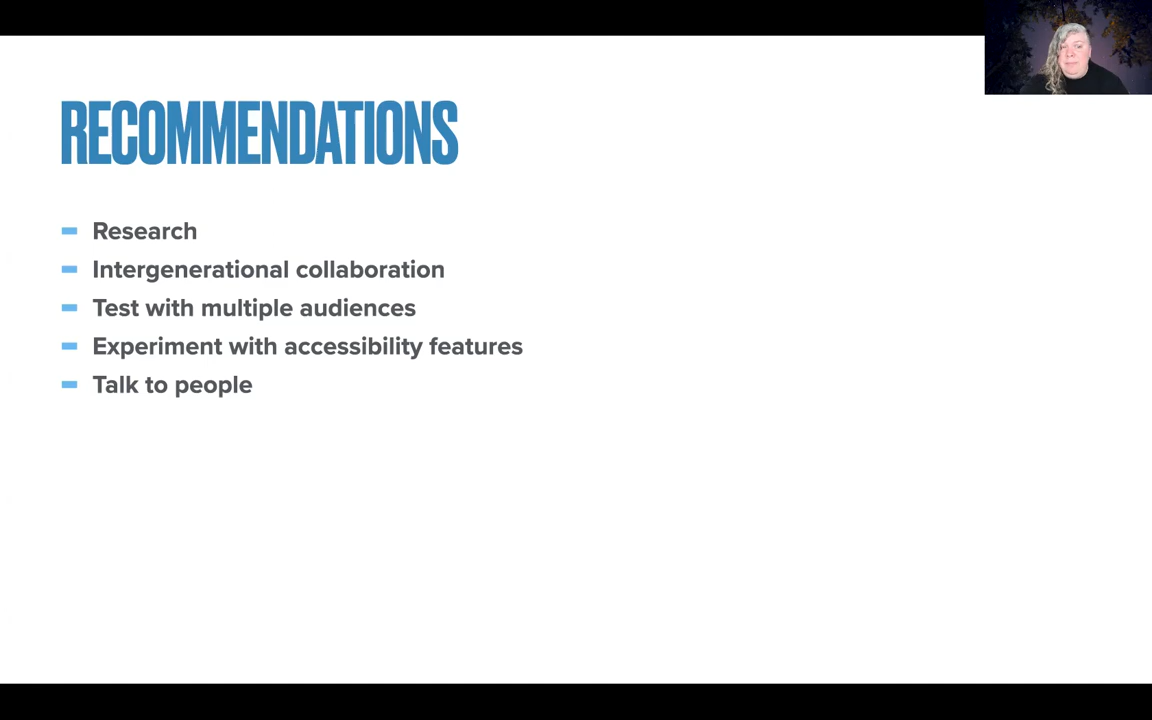 RECOMMENDATIONS
Research
Intergenerational collaboration
Test with multiple audiences
Experiment with accessibility features
Talk to people